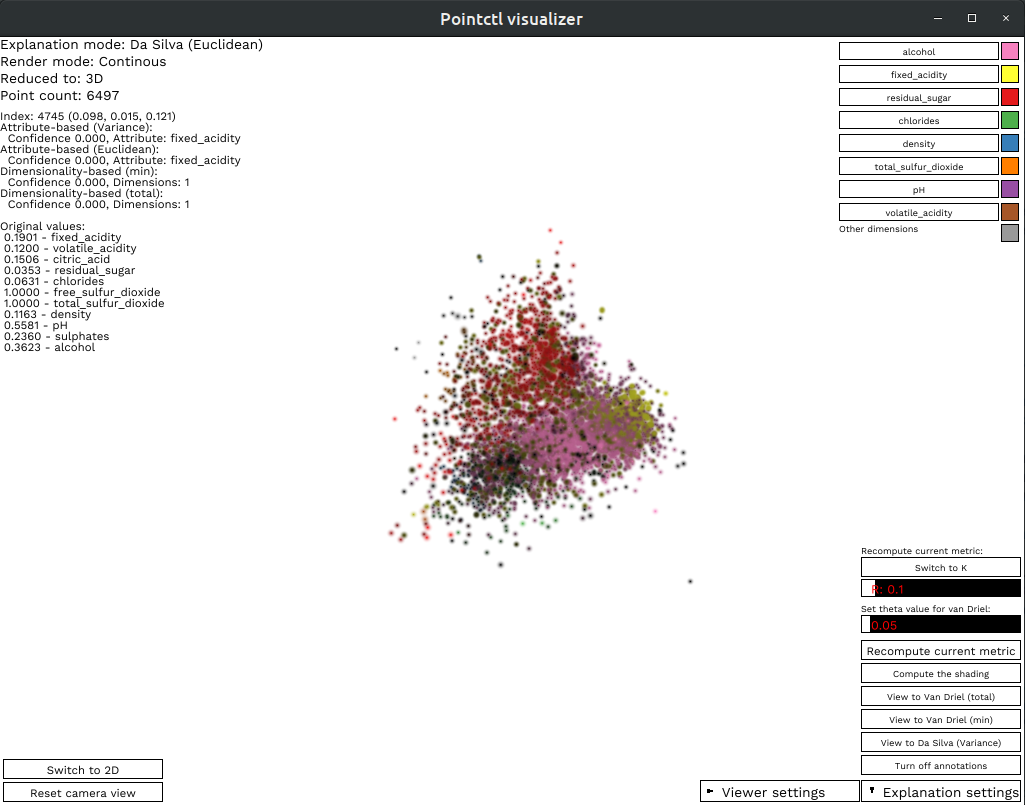 Pointctl visualizer
Explanation mode: Da Silva (Euclidean)
Render mode: Continous
Reduced to: 3D
Point count: 6497
Index: 4745 (0.098, 0.015, 0.121)
Attribute-based (Variance):
Confidence 0.000, Attribute: fixed_acidity
Attribute-based (Euclidean):
Confidence 0.000, Attribute: fixed_acidity
Dimensionality-based (min):
Confidence 0.000, Dimensions: 1
Dimensionality-based (total):
Confidence 0.000, Dimensions: 1
Original values:
0.1901 - fixed_acidity
0.1200 - volatile_acidity
0.1506 - citric_acid
0.0353 - residual_sugar
0.0631 - chlorides
1.0000 - free_sulfur_dioxide
1.0000 - total_sulfur_dioxide
0.1163 - density
0.5581 - pH
0.2360 - sulphates
0.3623 - alcohol
alcohol
fixed_acidity
residual_sugar
chlorides
density
total_sulfur_dioxide
pH
volatile_acidity
Other dimensions
Recompute current metric:
Switch to K
R: 0.1
Set theta value for van Driel:
0.05
Recompute current metric
Compute the shading
View to Van Driel (total)
View to Van Driel (min)
View to Da Silva (Variance)
Turn off annotations
Switch to 2D
Reset camera view
Viewer settings
Explanation settings